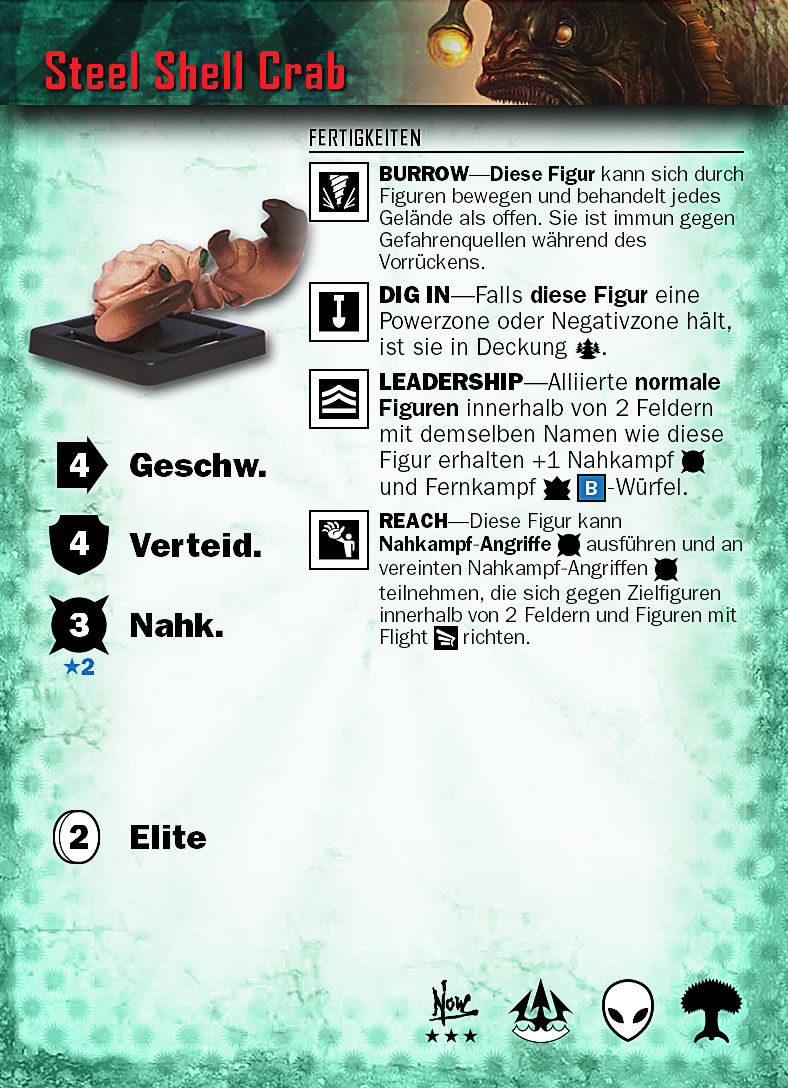 Steel Shell Crab
FERTIGKEITEN
BURROW—Diese Figur kann sich durch
Figuren bewegen und behandelt jedes
Gelände als offen. Sie ist immun gegen
Gefahrenquellen während des
Vorrückens.
DIG IN—Falls diese Figur eine
Powerzone oder Negativzone hält,
ist sie in Deckung .
LEADERSHIP—Alliierte normale
Figuren innerhalb von 2 Feldern
mit demselben Namen wie diese
Figur erhalten +1 Nahkampf
und Fernkampf B-Würfel.
REACH—Diese Figur kann
Nahkampf-Angriffe ausführen und an
vereinten Nahkampf-Angriffen
teilnehmen, die sich gegen Zielfiguren
innerhalb von 2 Feldern und Figuren mit
Flight richten.
4 Geschw.
4 Verteid.
3 Nahk.
★2
2 Elite
Now
★★★